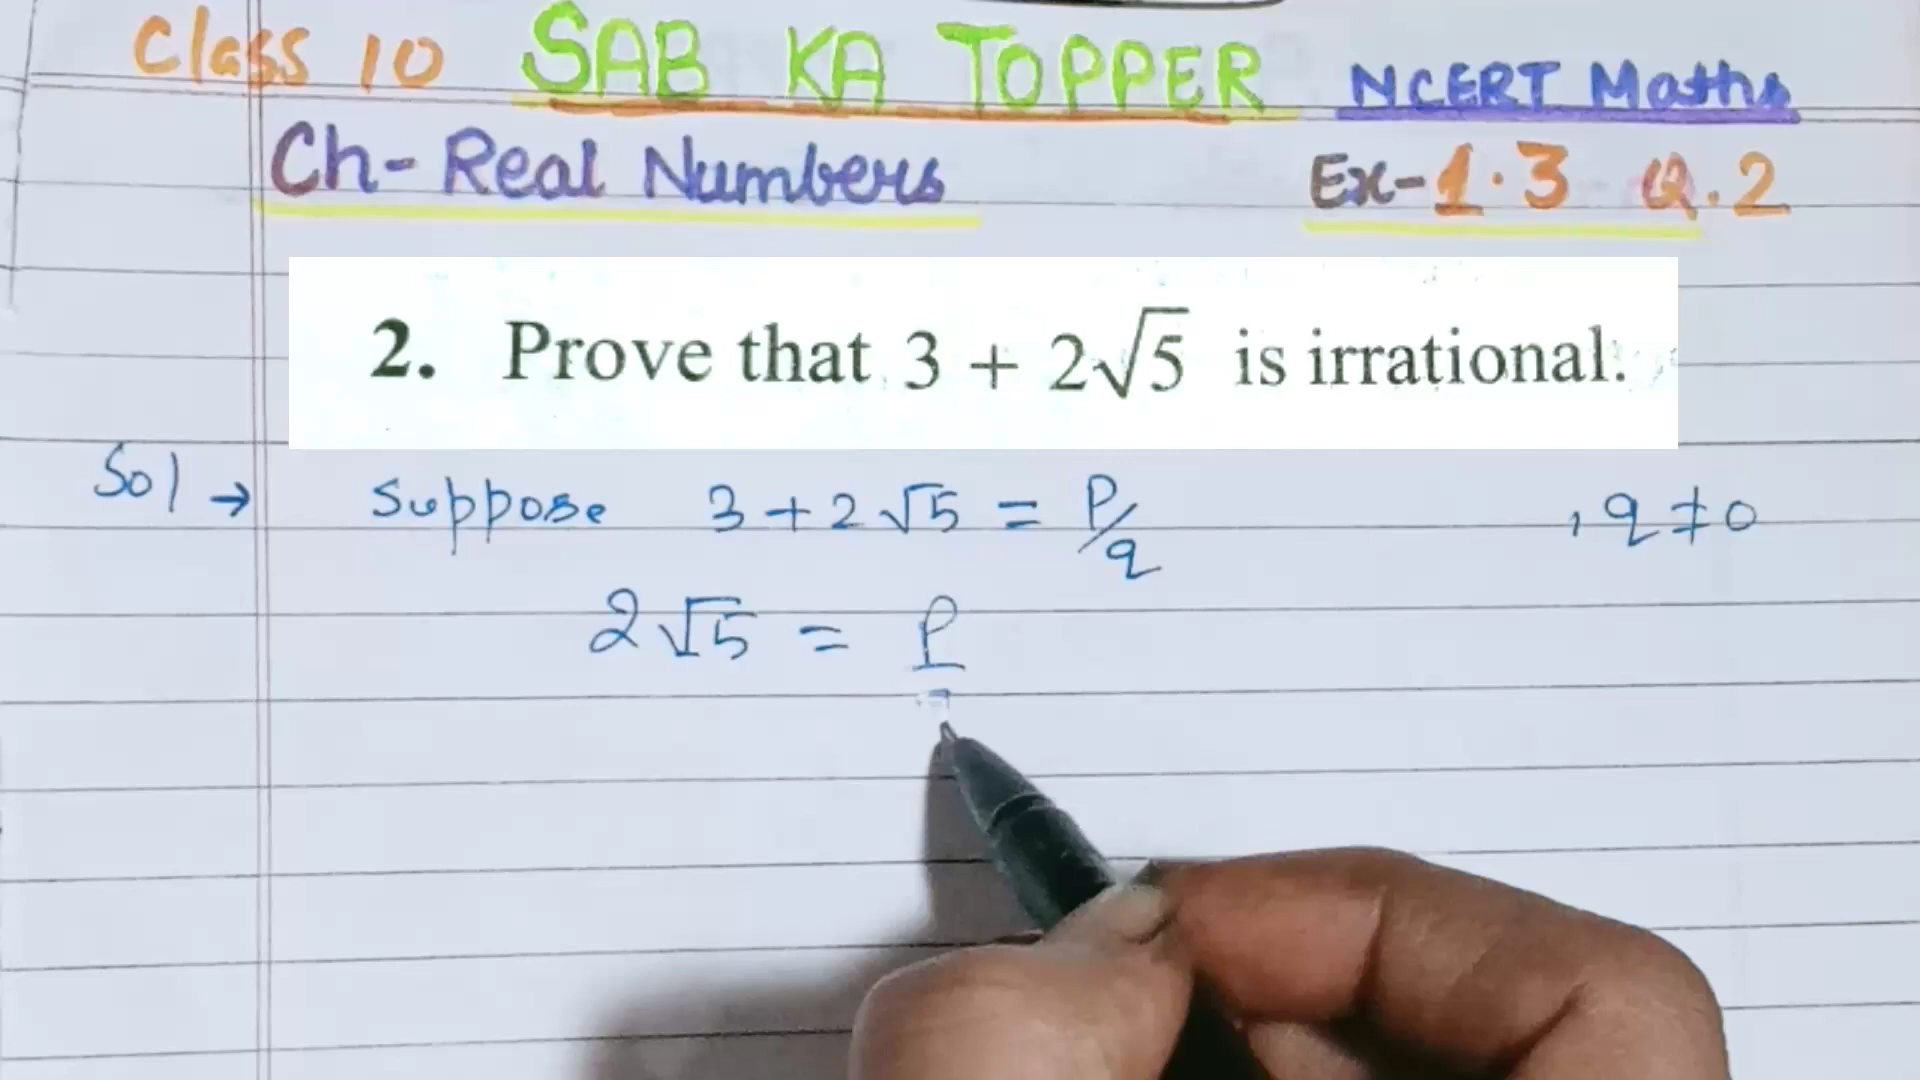 Class 10 SAB KA TOPPER NCERT Maths
Ch- Real Numbers Ex-1.3 Q.2
2. Prove that 3 + 2√5 is irrational.
Sol → Suppose 3 + 2√5 = P/q , q ≠ 0
2√5 = P